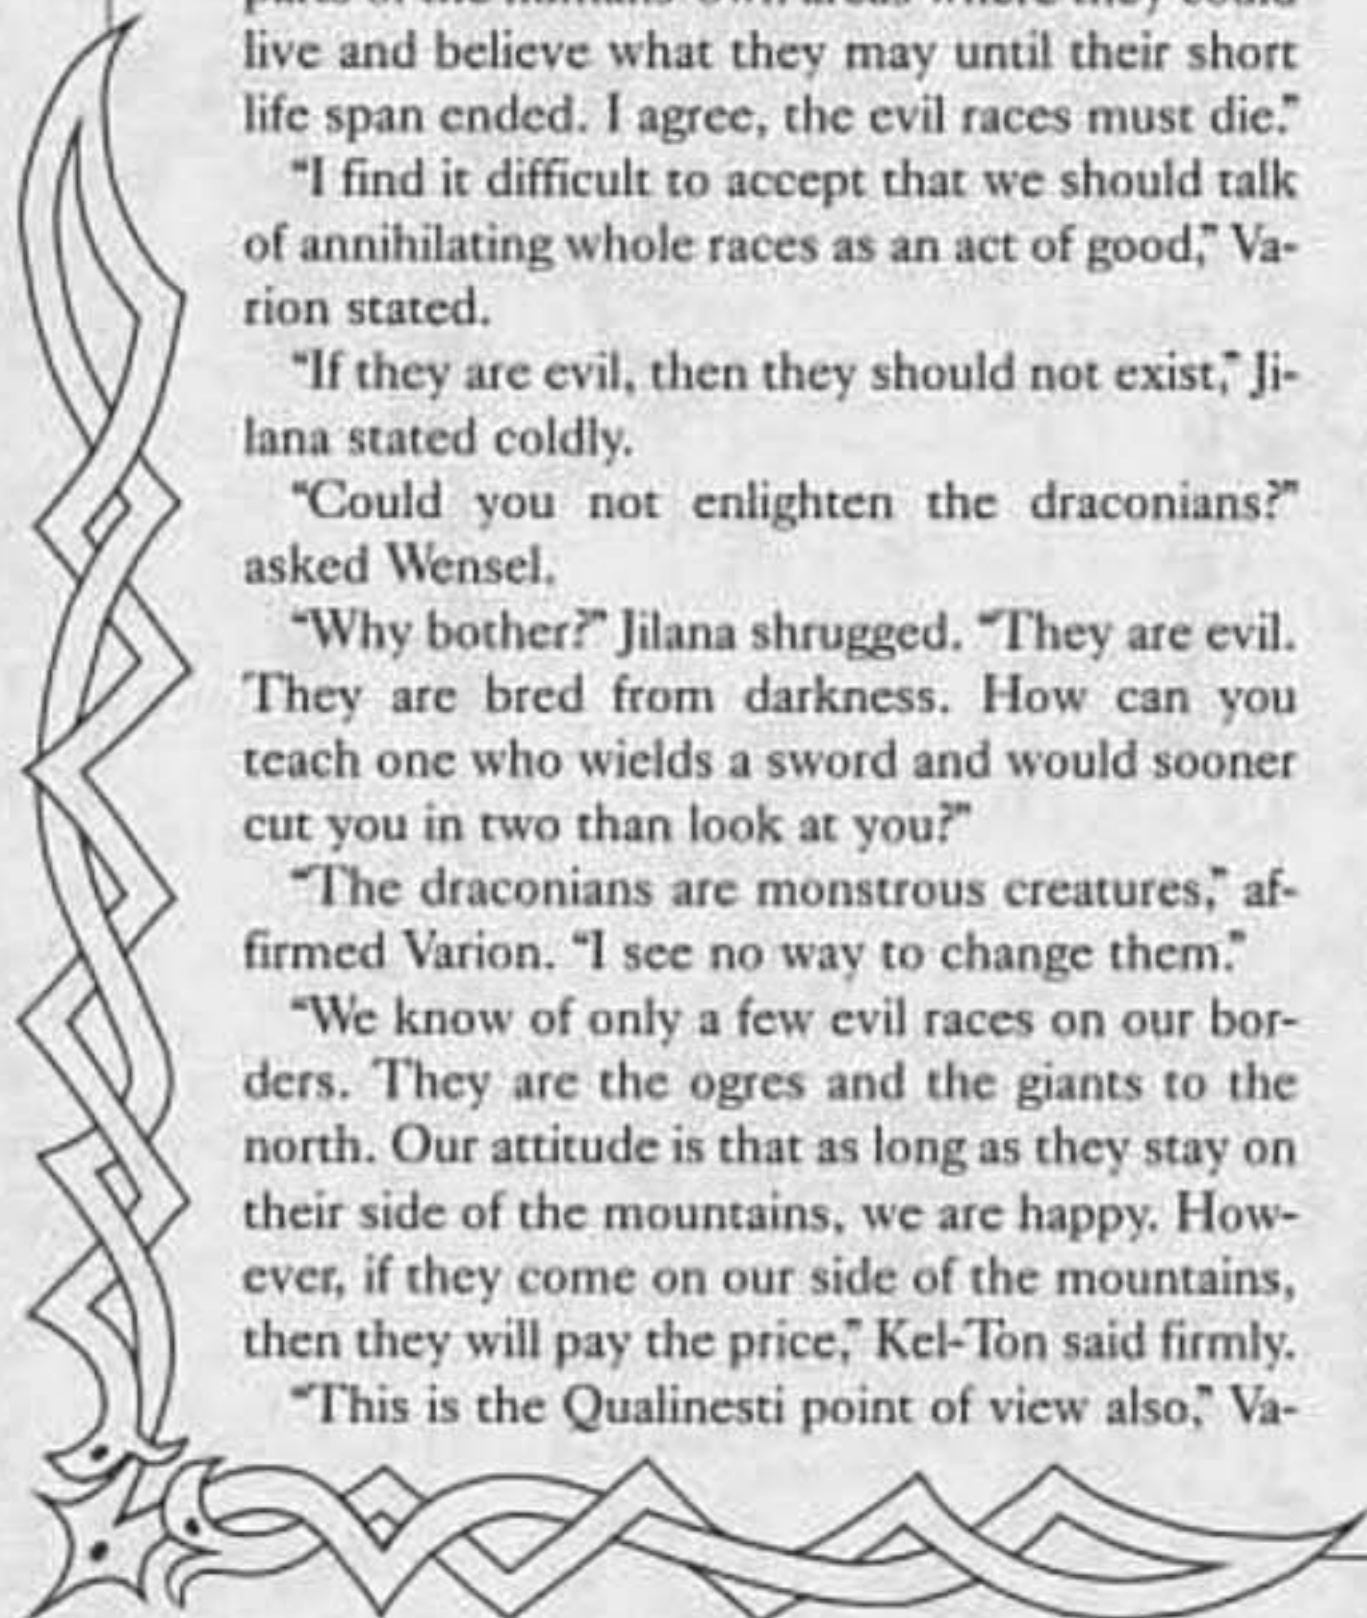 live and believe what they may until their short
life span ended. I agree, the evil races must die."
"I find it difficult to accept that we should talk
of annihilating whole races as an act of good," Va-
rion stated.
"If they are evil, then they should not exist," Ji-
lana stated coldly.
"Could you not enlighten the draconians?"
asked Wensel.
"Why bother?" Jilana shrugged. "They are evil.
They are bred from darkness. How can you
teach one who wields a sword and would sooner
cut you in two than look at you?"
"The draconians are monstrous creatures," af-
firmed Varion. "I see no way to change them."
"We know of only a few evil races on our bor-
ders. They are the ogres and the giants to the
north. Our attitude is that as long as they stay on
their side of the mountains, we are happy. How-
ever, if they come on our side of the mountains,
then they will pay the price," Kel-Ton said firmly.
"This is the Qualinesti point of view also," Va-